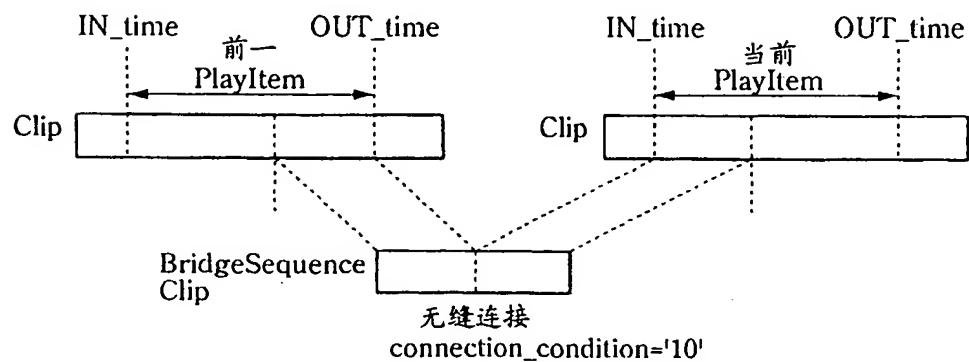 IN_time OUT_time IN_time OUT_time
前一 当前
PlayItem PlayItem
Clip Clip
BridgeSequence
Clip
无缝连接
connection_condition='10'